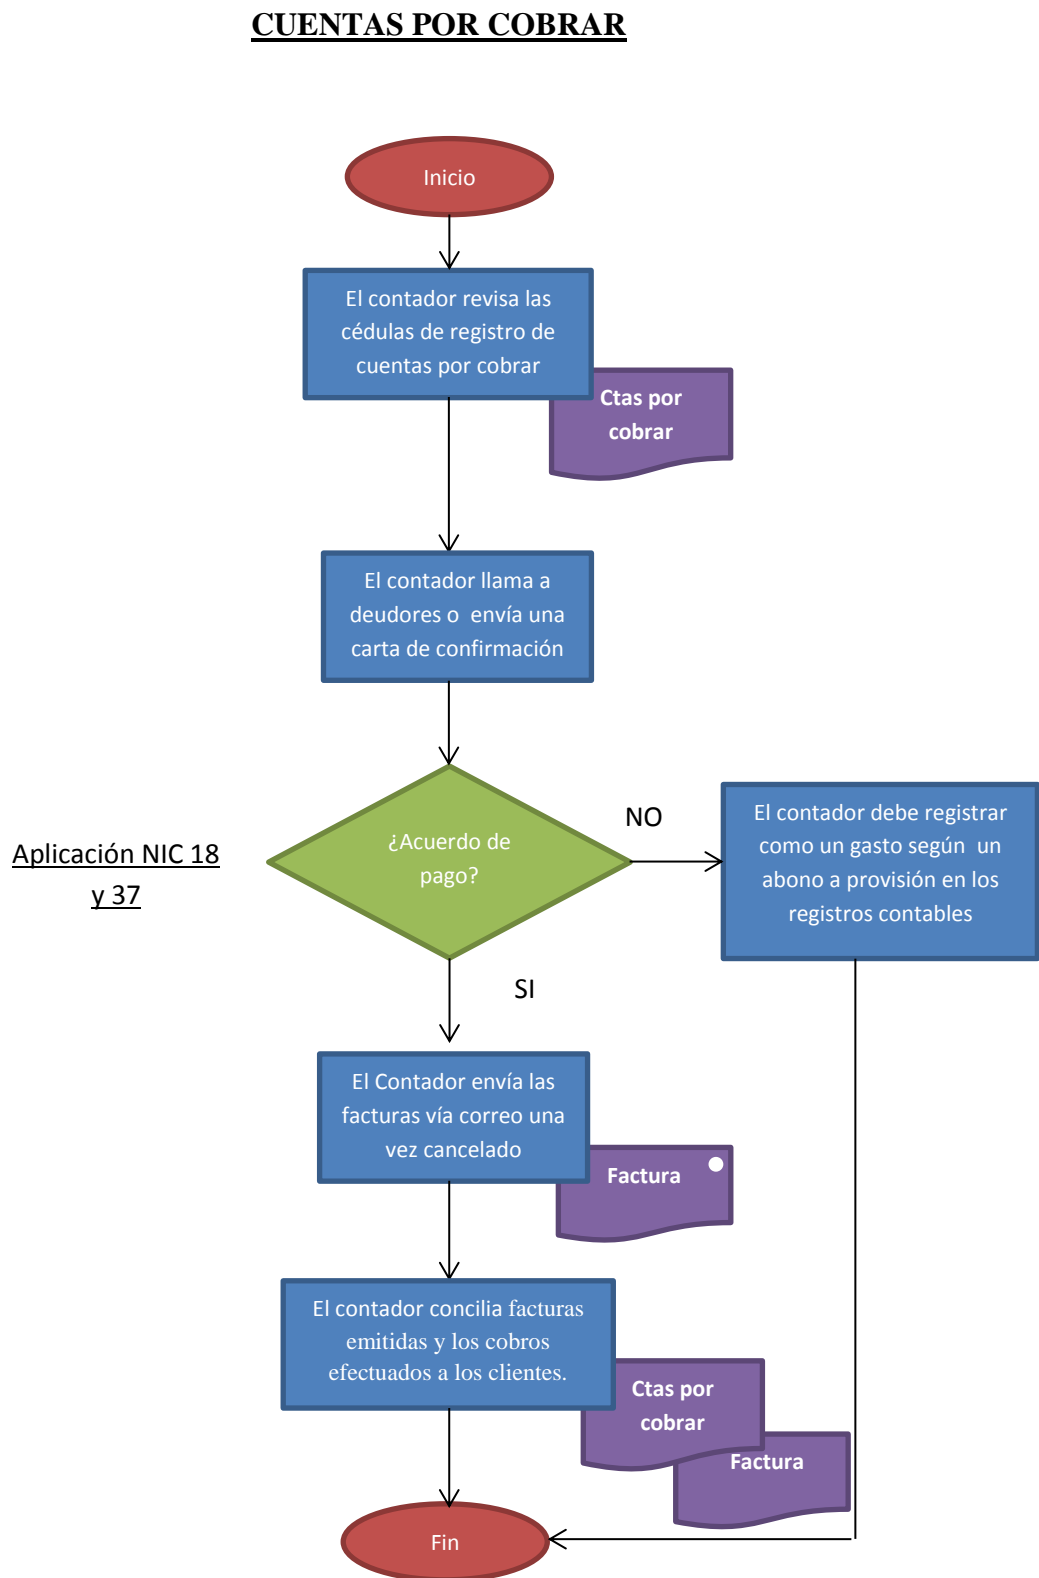 CUENTAS POR COBRAR
Inicio
El contador revisa las
cédulas de registro de
cuentas por cobrar
Ctas por
cobrar
El contador llama a
deudores o  envía una
carta de confirmación
¿Acuerdo de
pago?
NO
El contador debe registrar
como un gasto según  un
abono a provisión en los
registros contables
Aplicación NIC 18
y 37
SI
El Contador envía las
facturas vía correo una
vez cancelado
Factura
El contador concilia facturas
emitidas y los cobros
efectuados a los clientes.
Ctas por
cobrar
Factura
Fin